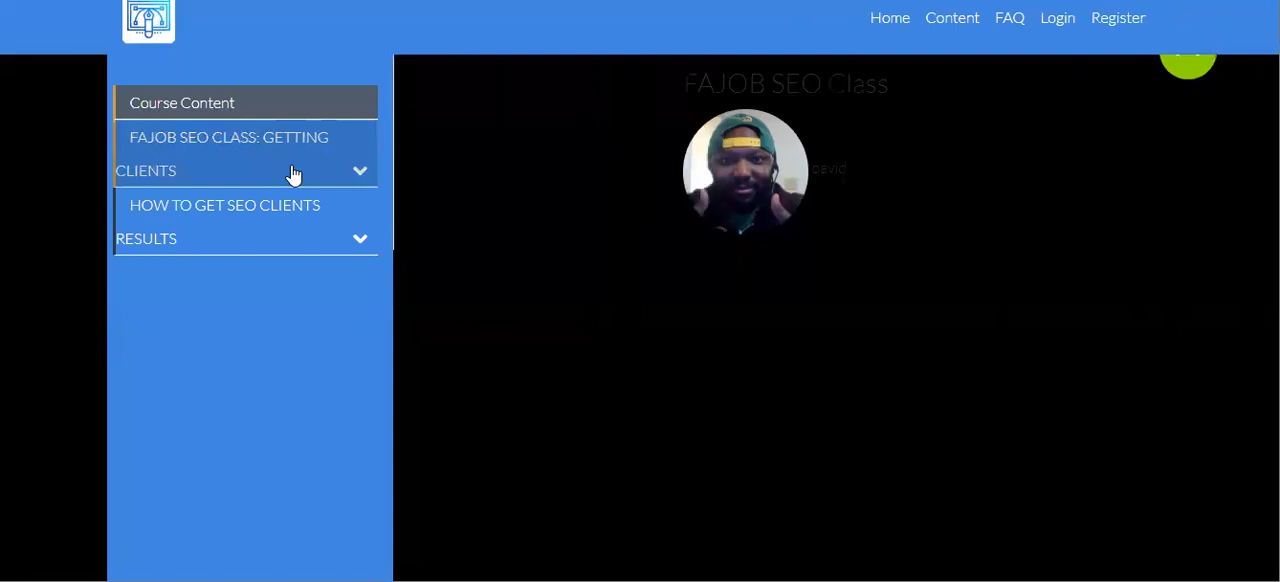 Home Content FAQ Login Register
Course Content
FAJOB SEO CLASS: GETTING
CLIENTS
HOW TO GET SEO CLIENTS
RESULTS
FAJOB SEO Class
david